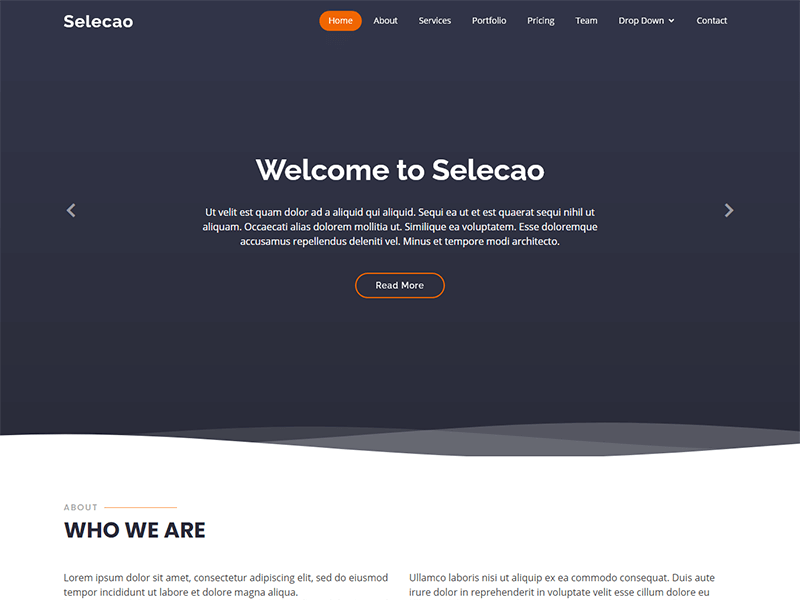 Selecao
Home About Services Portfolio Pricing Team Drop Down Contact
Welcome to Selecao
Ut velit est quam dolor ad a aliquid qui aliquid. Sequi ea ut et est quaerat sequi nihil ut
aliquam. Occaecati alias dolorem mollitia ut. Similique ea voluptatem. Esse doloremque
accusamus repellendus deleniti vel. Minus et tempore modi architecto.
Read More
ABOUT
WHO WE ARE
Lorem ipsum dolor sit amet, consectetur adipiscing elit, sed do eiusmod
tempor incididunt ut labore et dolore magna aliqua.
Ullamco laboris nisi ut aliquip ex ea commodo consequat. Duis aute
irure dolor in reprehenderit in voluptate velit esse cillum dolore eu